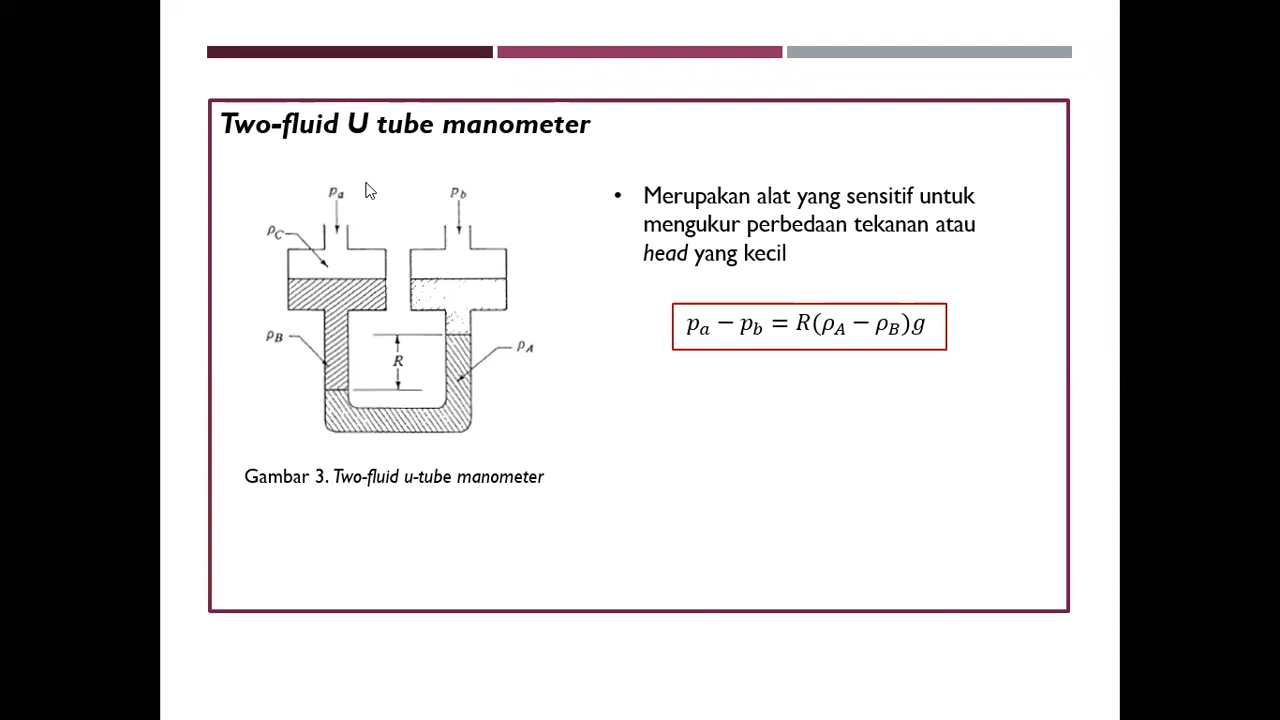 Two-fluid U tube manometer
pa
pb
ρC
ρB
R
ρA
Gambar 3. Two-fluid u-tube manometer
• Merupakan alat yang sensitif untuk
mengukur perbedaan tekanan atau
head yang kecil
pa − pb = R(ρA − ρB)g